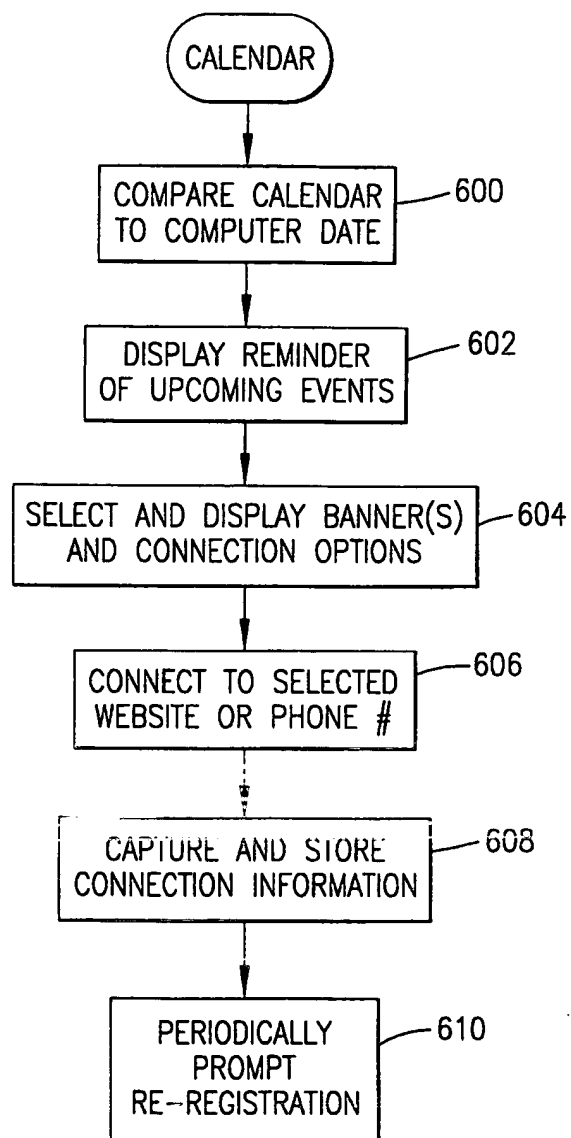 CALENDAR
COMPARE CALENDAR
TO COMPUTER DATE
600
DISPLAY REMINDER
OF UPCOMING EVENTS
602
SELECT AND DISPLAY BANNER(S)
AND CONNECTION OPTIONS
604
CONNECT TO SELECTED
WEBSITE OR PHONE #
606
CAPTURE AND STORE
CONNECTION INFORMATION
608
PERIODICALLY
PROMPT
RE-REGISTRATION
610